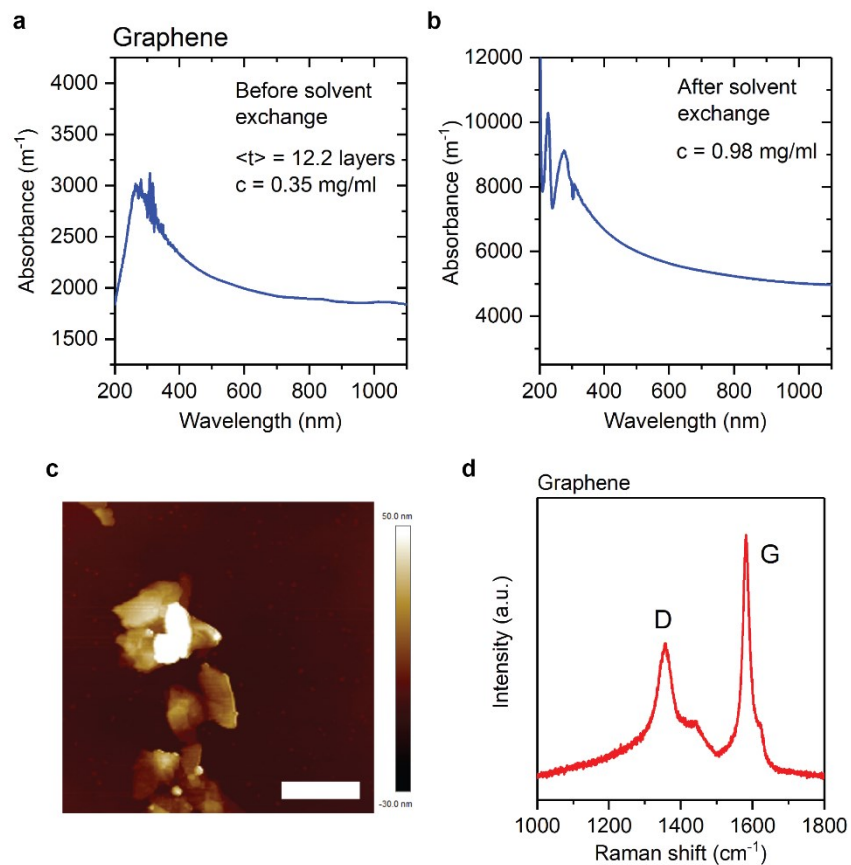 a
Graphene
Before solvent
exchange
<t> = 12.2 layers
c = 0.35 mg/ml
Absorbance (m⁻¹)
4000
3500
3000
2500
2000
1500
200 400 600 800 1000
Wavelength (nm)
b
After solvent
exchange
c = 0.98 mg/ml
Absorbance (m⁻¹)
12000
10000
8000
6000
4000
200 400 600 800 1000
Wavelength (nm)
c
50.0 nm
-30.0 nm
d
Graphene
D
G
Intensity (a.u.)
1000 1200 1400 1600 1800
Raman shift (cm⁻¹)